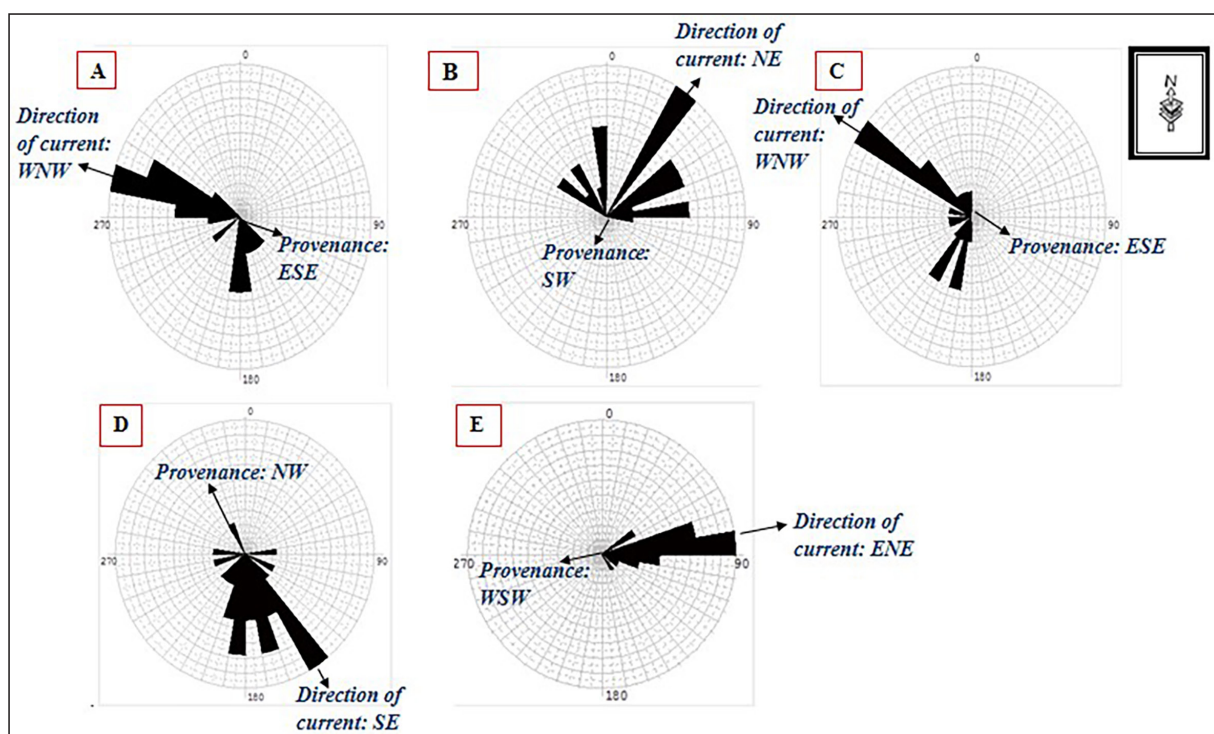 A
0
Direction
of current:
WNW
270
90
Provenance:
ESE
180
B
Direction of
current: NE
0
270
90
Provenance:
SW
180
C
0
Direction of
current:
WNW
270
90
Provenance: ESE
180
N
D
0
Provenance: NW
270
90
180
Direction of
current: SE
E
0
Direction of
current: ENE
270
90
Provenance:
WSW
180